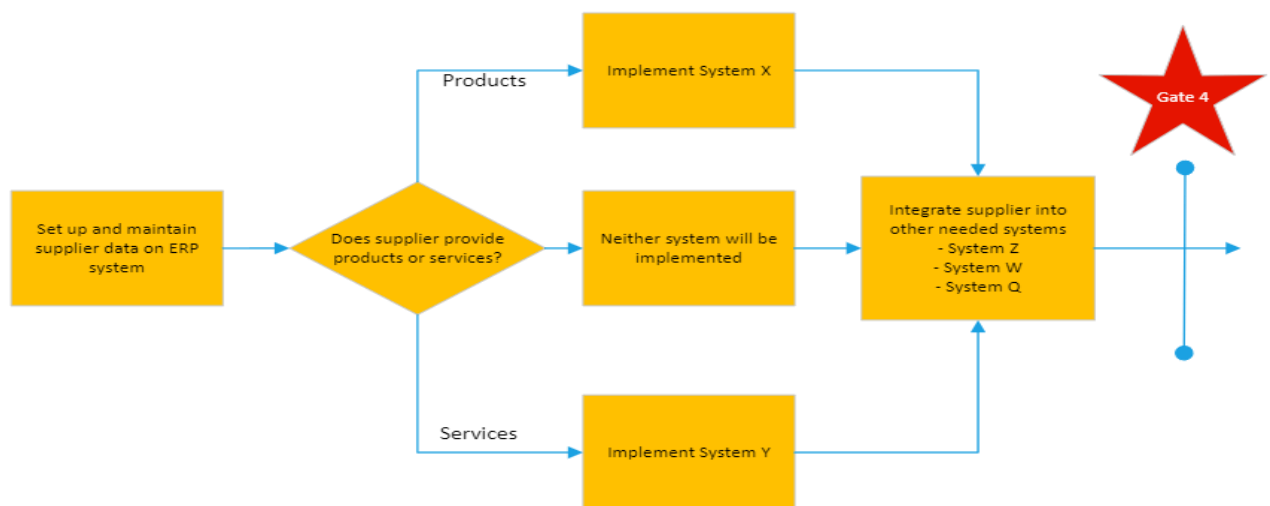 Products
Implement System X
Gate 4
Set up and maintain
supplier data on ERP
system
Does supplier provide
products or services?
Neither system will be
implemented
Integrate supplier into
other needed systems
- System Z
- System W
- System Q
Services
Implement System Y